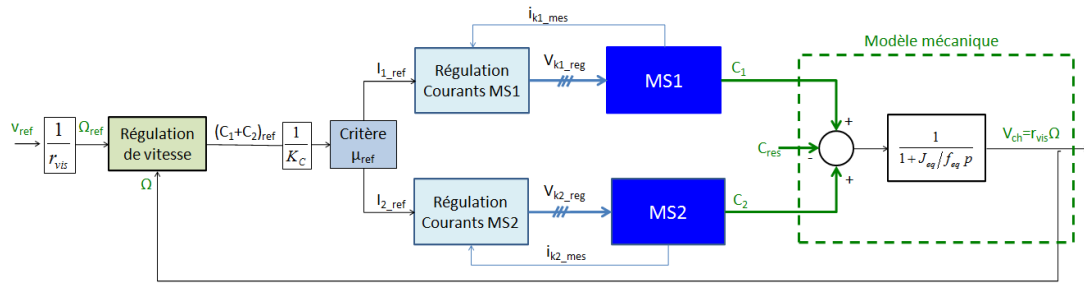 i_k1_mes
Modèle mécanique
I_1_ref
Régulation
Courants MS1
V_k1_reg
MS1
C_1
v_ref
1
r_vis
Ω_ref
Régulation
de vitesse
(C_1+C_2)_ref
1
K_C
Critère
μ_ref
+
C_res
-
+
1
1 + J_eq/f_eq p
V_ch=r_visΩ
Ω
I_2_ref
Régulation
Courants MS2
V_k2_reg
MS2
C_2
i_k2_mes